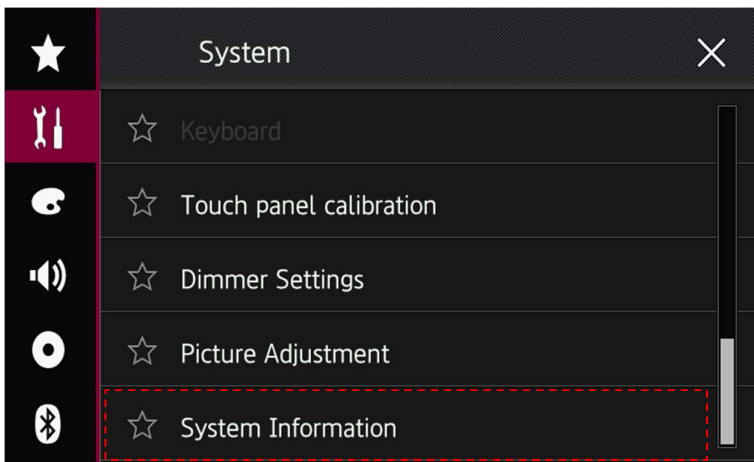 System
Keyboard
Touch panel calibration
Dimmer Settings
Picture Adjustment
System Information